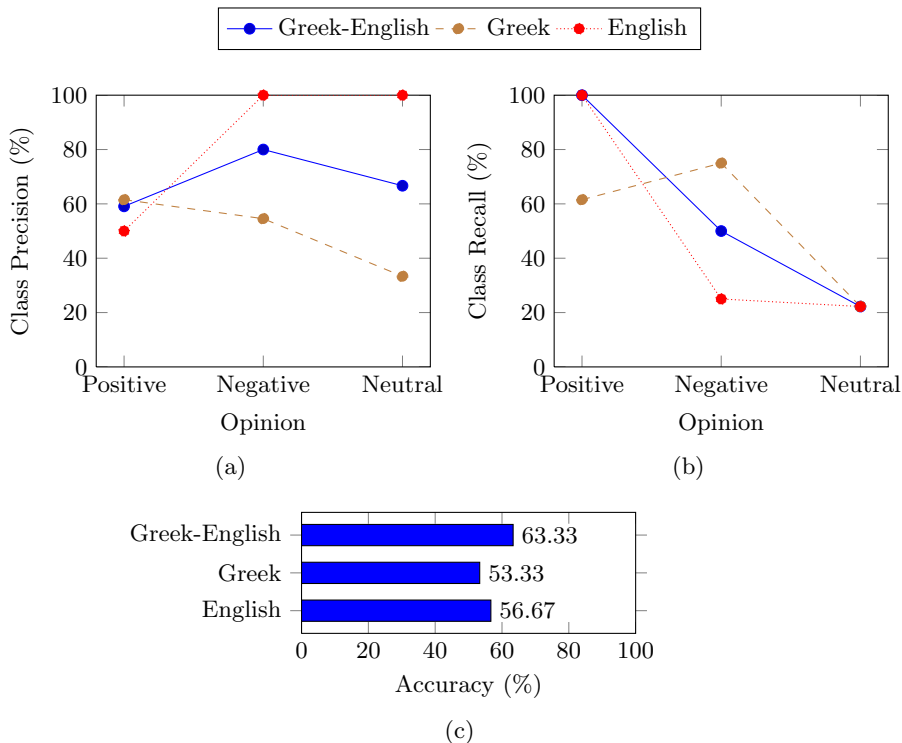 Greek-English Greek English
100
80
60
40
20
0
Class Precision (%)
Positive Negative Neutral
Opinion
(a)
100
80
60
40
20
0
Class Recall (%)
Positive Negative Neutral
Opinion
(b)
Greek-English 63.33
Greek 53.33
English 56.67
0 20 40 60 80 100
Accuracy (%)
(c)